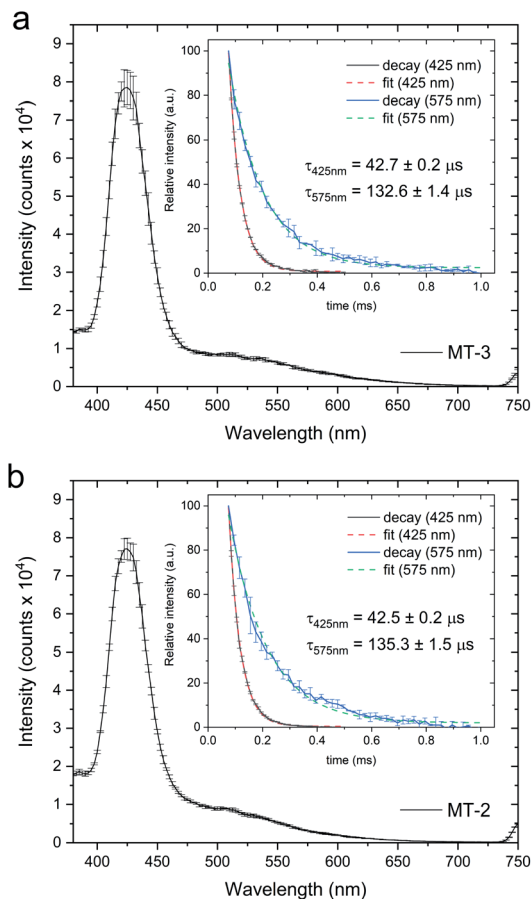 a
Intensity (counts x 10⁴)
9
8
7
6
5
4
3
2
1
0
400
450
500
550
600
650
700
750
Wavelength (nm)
MT-3
Relative intensity (a.u.)
100
80
60
40
20
0
0.0
0.2
0.4
0.6
0.8
1.0
time (ms)
decay (425 nm)
fit (425 nm)
decay (575 nm)
fit (575 nm)
τ425nm = 42.7 ± 0.2 μs
τ575nm = 132.6 ± 1.4 μs
b
Intensity (counts x 10⁴)
9
8
7
6
5
4
3
2
1
0
400
450
500
550
600
650
700
750
Wavelength (nm)
MT-2
Relative intensity (a.u.)
100
80
60
40
20
0
0.0
0.2
0.4
0.6
0.8
1.0
time (ms)
decay (425 nm)
fit (425 nm)
decay (575 nm)
fit (575 nm)
τ425nm = 42.5 ± 0.2 μs
τ575nm = 135.3 ± 1.5 μs